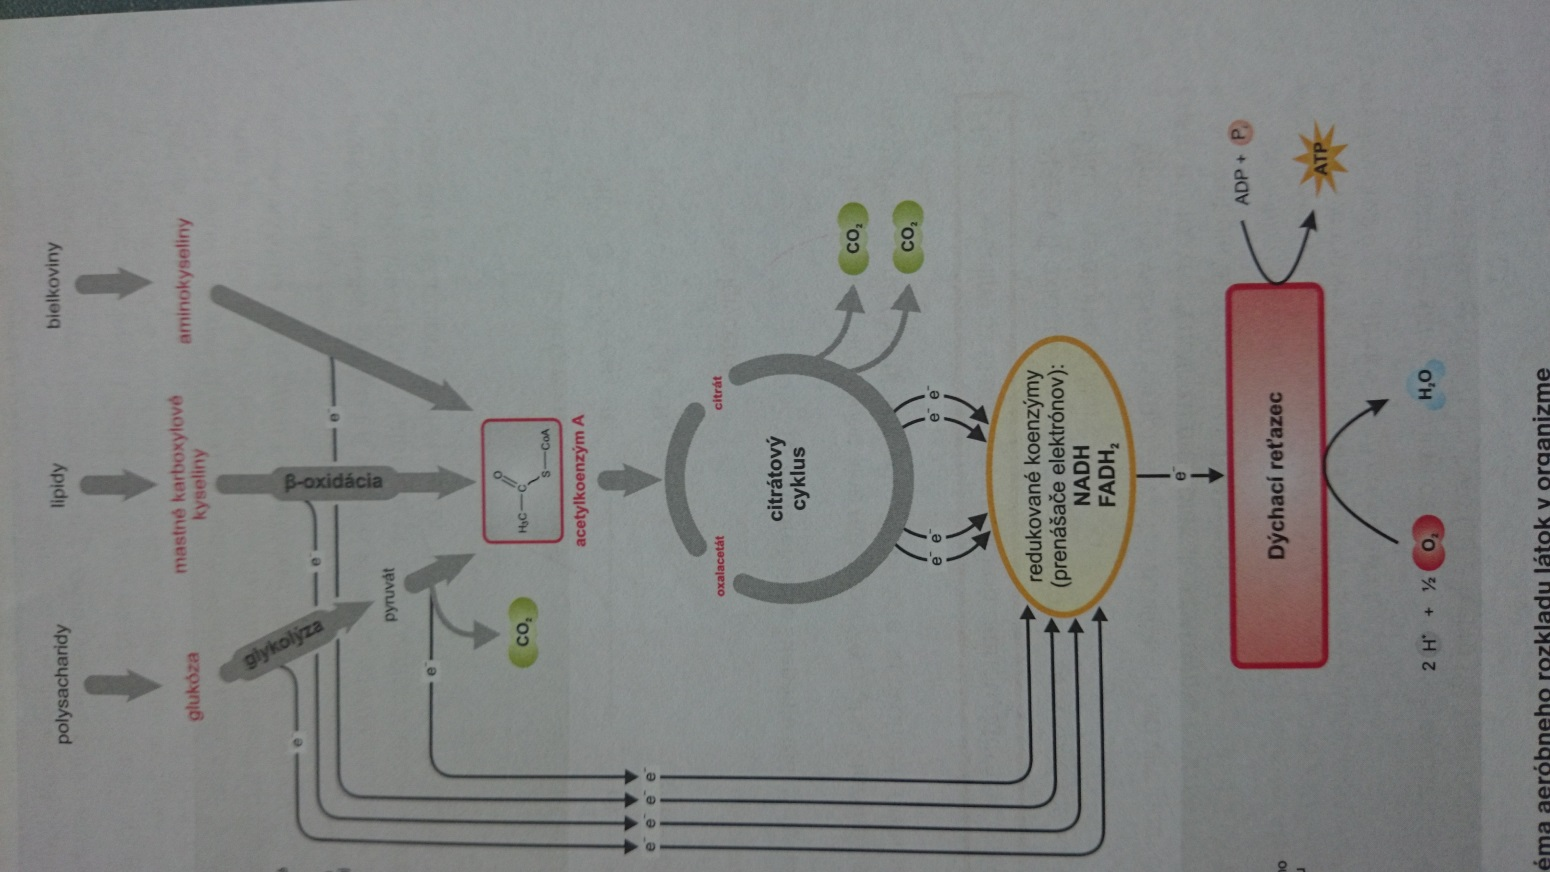 polysacharidy
lipidy
bielkoviny
glukóza
mastné karboxylové
kyseliny
aminokyseliny
glykolýza
β-oxidácia
e⁻
e⁻
e⁻
pyruvát
e⁻
CO₂
H₃C
C
O
S
CoA
acetylkoenzým A
e⁻ e⁻ e⁻ e⁻
oxalacetát
citrát
citrátový
cyklus
CO₂
CO₂
e⁻ e⁻
e⁻ e⁻
redukované koenzýmy
(prenášače elektrónov):
NADH
FADH₂
e⁻
Dýchací reťazec
ADP + Pᵢ
ATP
2 H⁺ + ½ O₂
H₂O
éma aeróbneho rozkladu látok v organizme